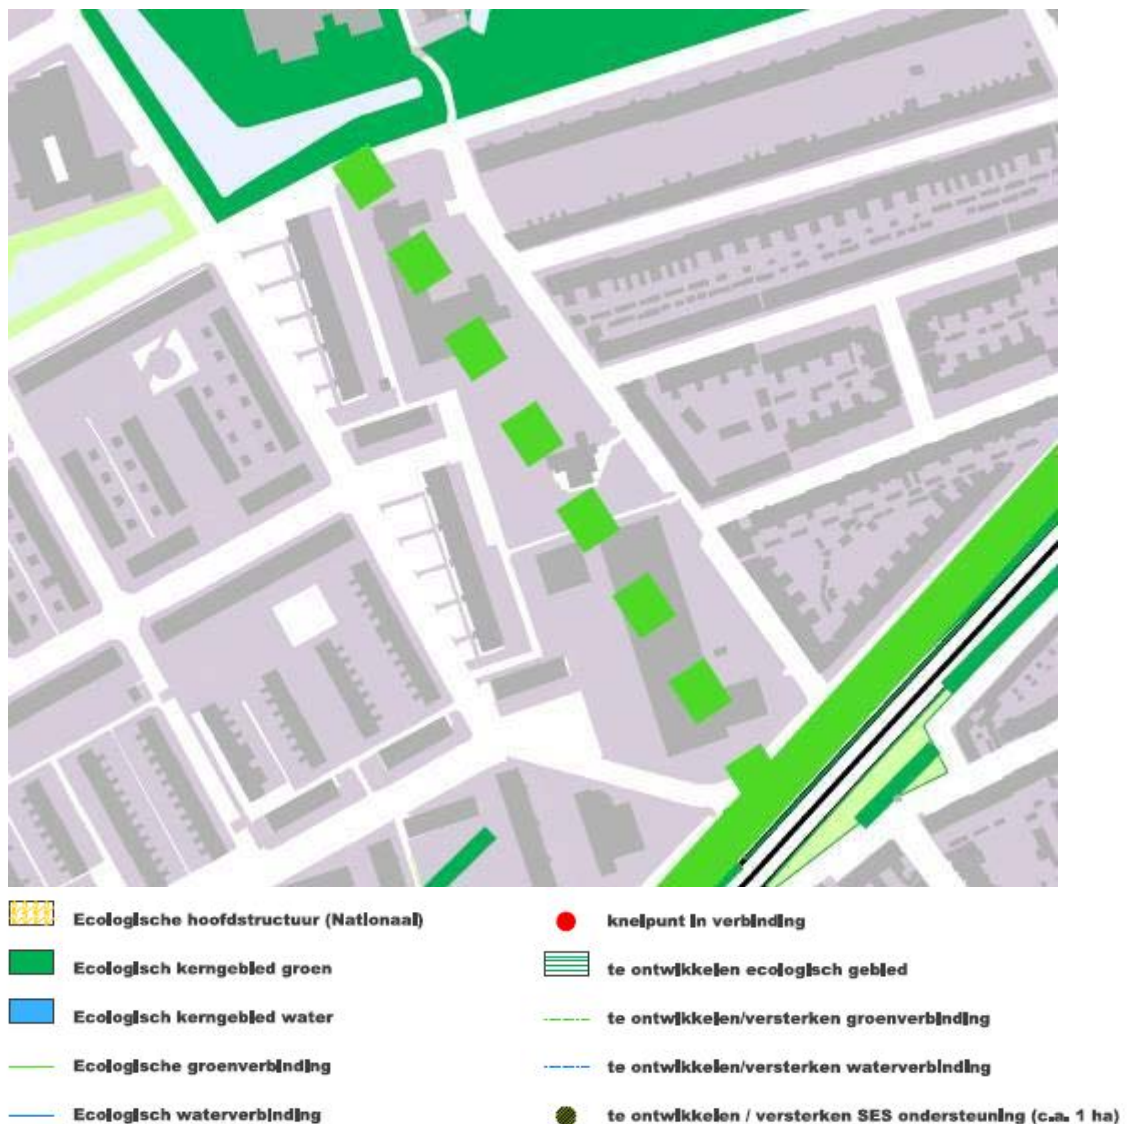 Ecologische hoofdstructuur (Nationaal)
Ecologisch kerngebied groen
Ecologisch kerngebied water
Ecologische groenverbinding
Ecologisch waterverbinding
knelpunt in verbinding
te ontwikkelen ecologisch gebied
te ontwikkelen/versterken groenverbinding
te ontwikkelen/versterken waterverbinding
te ontwikkelen / versterken SES ondersteuning (c.a. 1 ha)